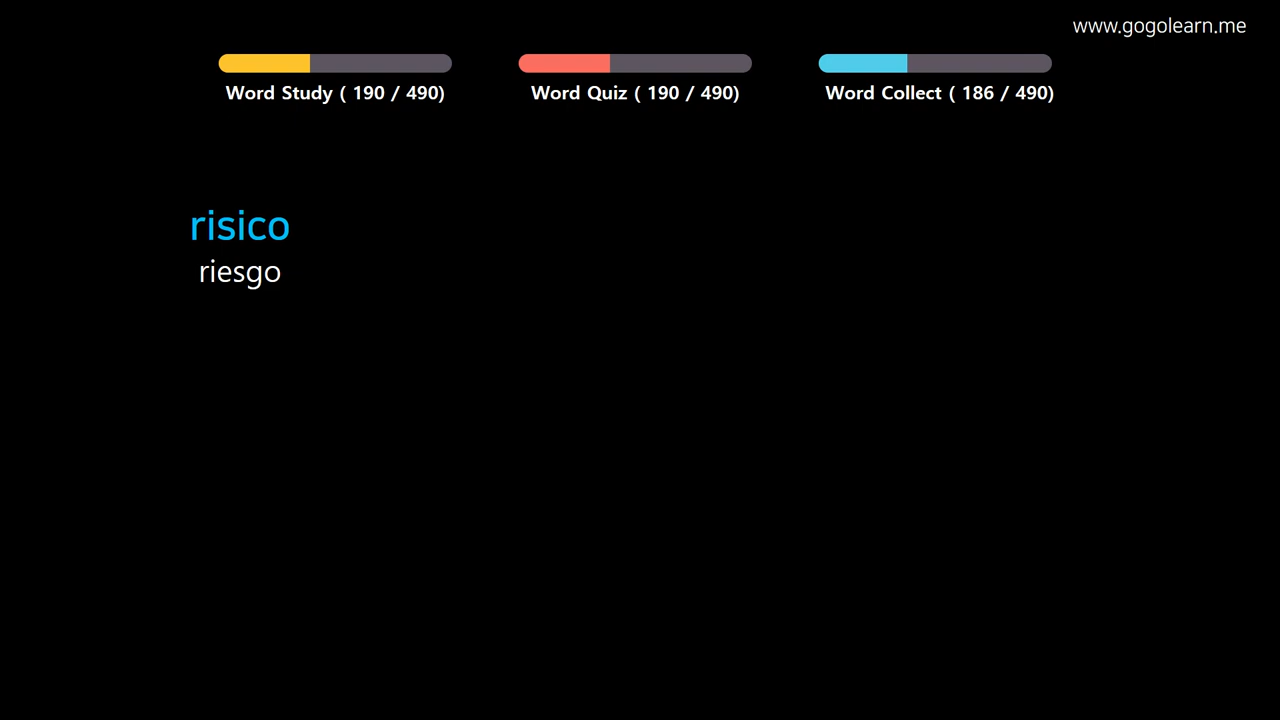 www.gogolearn.me
Word Study ( 190 / 490)
Word Quiz ( 190 / 490)
Word Collect ( 186 / 490)
risico
riesgo